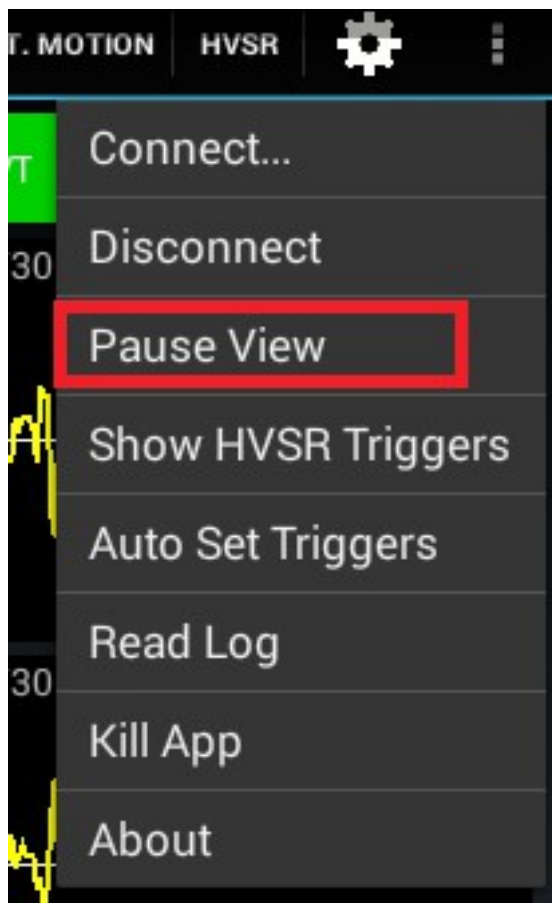 T. MOTION HVSR
T
Connect...
Disconnect
30
Pause View
Show HVSR Triggers
Auto Set Triggers
Read Log
30
Kill App
About